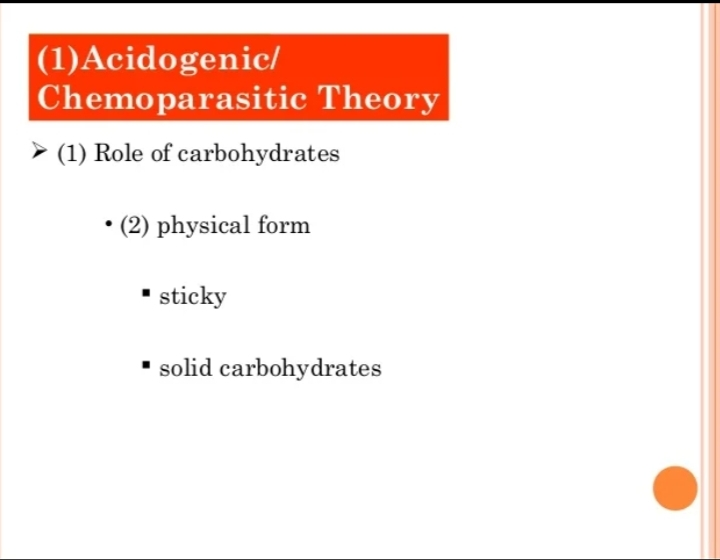 (1)Acidogenic/
Chemoparasitic Theory
➢ (1) Role of carbohydrates
• (2) physical form
▪ sticky
▪ solid carbohydrates